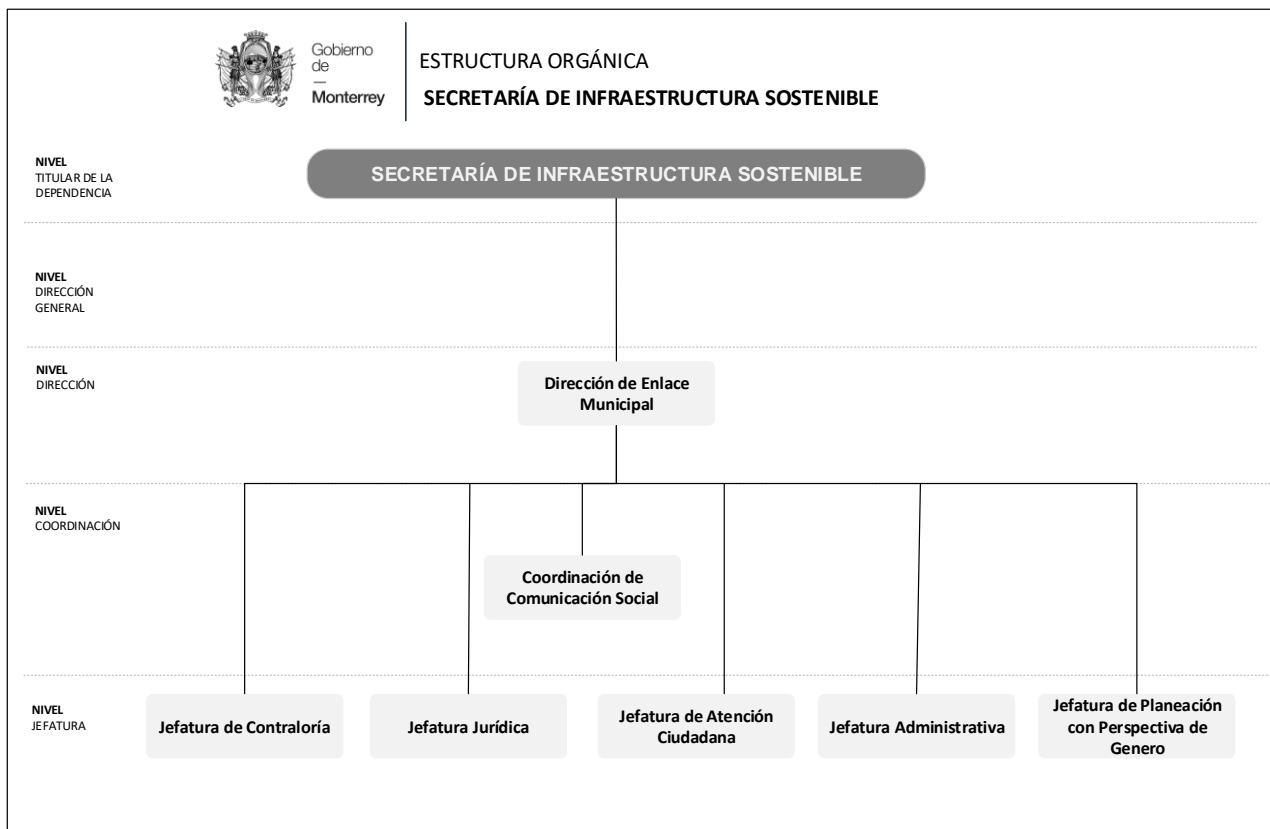 Gobierno
de
—
Monterrey
ESTRUCTURA ORGÁNICA
SECRETARÍA DE INFRAESTRUCTURA SOSTENIBLE
NIVEL
TITULAR DE LA
DEPENDENCIA
SECRETARÍA DE INFRAESTRUCTURA SOSTENIBLE
NIVEL
DIRECCIÓN
GENERAL
NIVEL
DIRECCIÓN
Dirección de Enlace
Municipal
NIVEL
COORDINACIÓN
Coordinación de
Comunicación Social
NIVEL
JEFATURA
Jefatura de Contraloría
Jefatura Jurídica
Jefatura de Atención
Ciudadana
Jefatura Administrativa
Jefatura de Planeación
con Perspectiva de
Genero